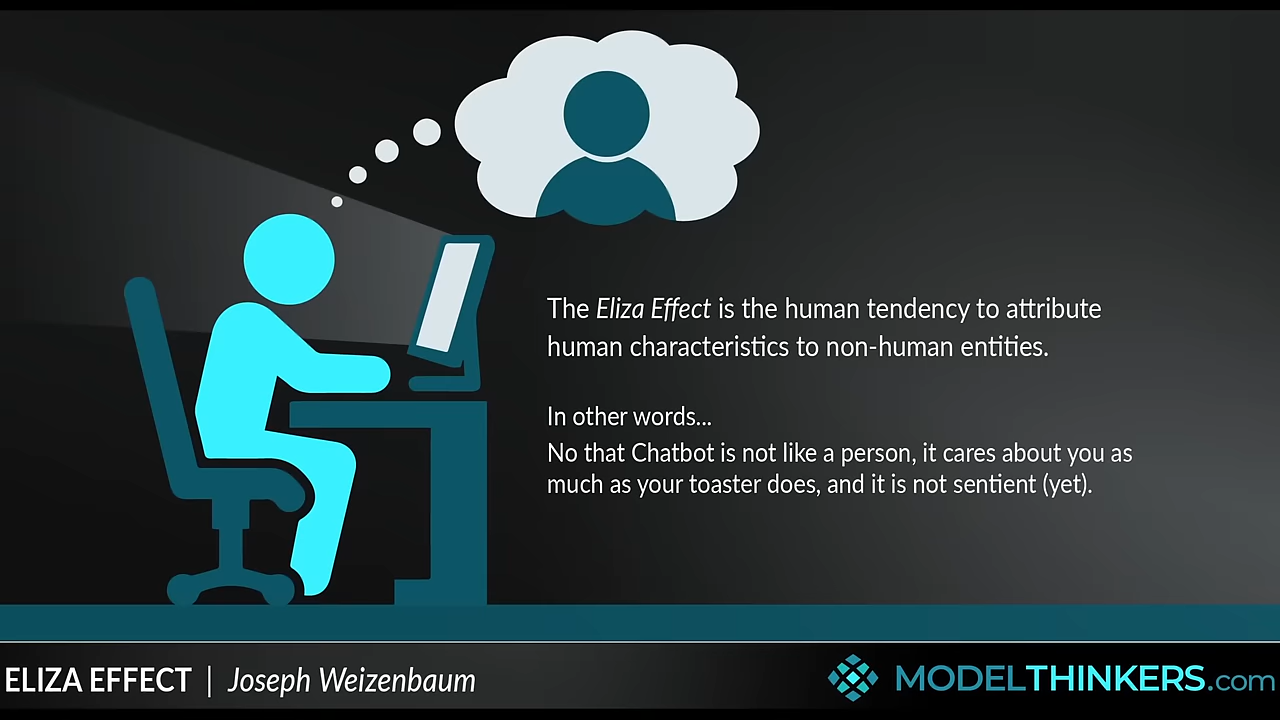 The Eliza Effect is the human tendency to attribute
human characteristics to non-human entities.
In other words...
No that Chatbot is not like a person, it cares about you as
much as your toaster does, and it is not sentient (yet).
ELIZA EFFECT | Joseph Weizenbaum
MODELTHINKERS.com